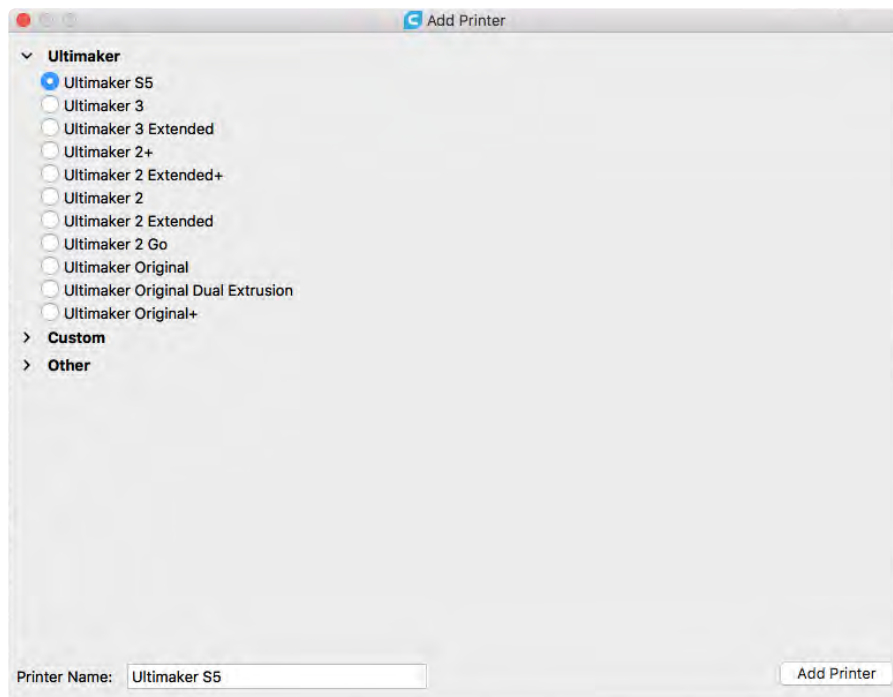 Add Printer
Ultimaker
Ultimaker S5
Ultimaker 3
Ultimaker 3 Extended
Ultimaker 2+
Ultimaker 2 Extended+
Ultimaker 2
Ultimaker 2 Extended
Ultimaker 2 Go
Ultimaker Original
Ultimaker Original Dual Extrusion
Ultimaker Original+
Custom
Other
Printer Name: Ultimaker S5 Add Printer